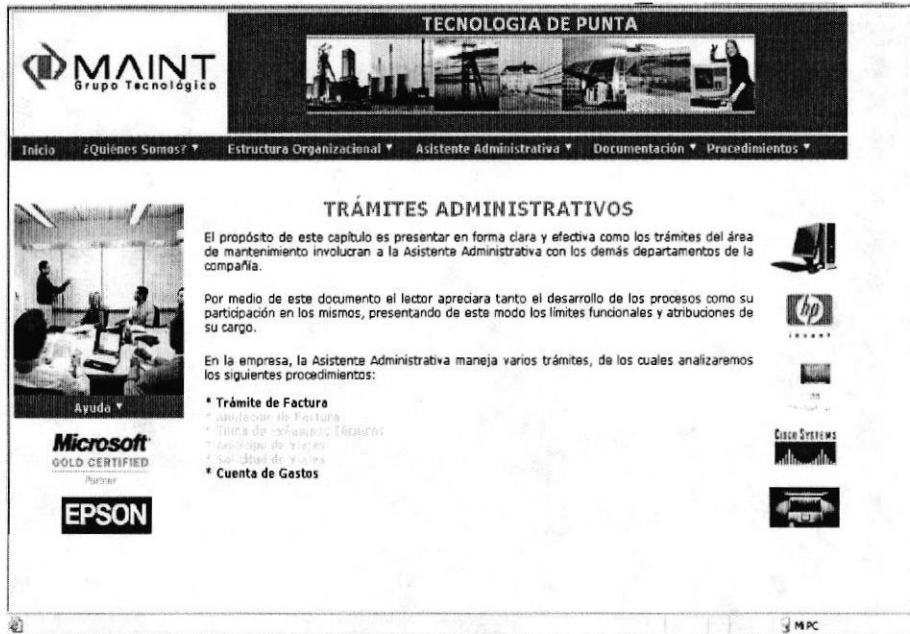 TECNOLOGIA DE PUNTA
MAINT
Grupo Tecnológico
Inicio ¿Quiénes Somos? Estructura Organizacional Asistente Administrativa Documentación Procedimientos
TRÁMITES ADMINISTRATIVOS
El propósito de este capítulo es presentar en forma clara y efectiva como los trámites del área
de mantenimiento involucran a la Asistente Administrativa con los demás departamentos de la
compañía.
Por medio de este documento el lector apreciara tanto el desarrollo de los procesos como su
participación en los mismos, presentando de este modo los límites funcionales y atribuciones de
su cargo.
En la empresa, la Asistente Administrativa maneja varios trámites, de los cuales analizaremos
los siguientes procedimientos:
* Trámite de Factura
* Anulación de Factura
* Solicitud de viajes
* Cuenta de Gastos
Ayuda
Microsoft
GOLD CERTIFIED
Partner
EPSON
hp
invent
CISCO SYSTEMS
Mi PC